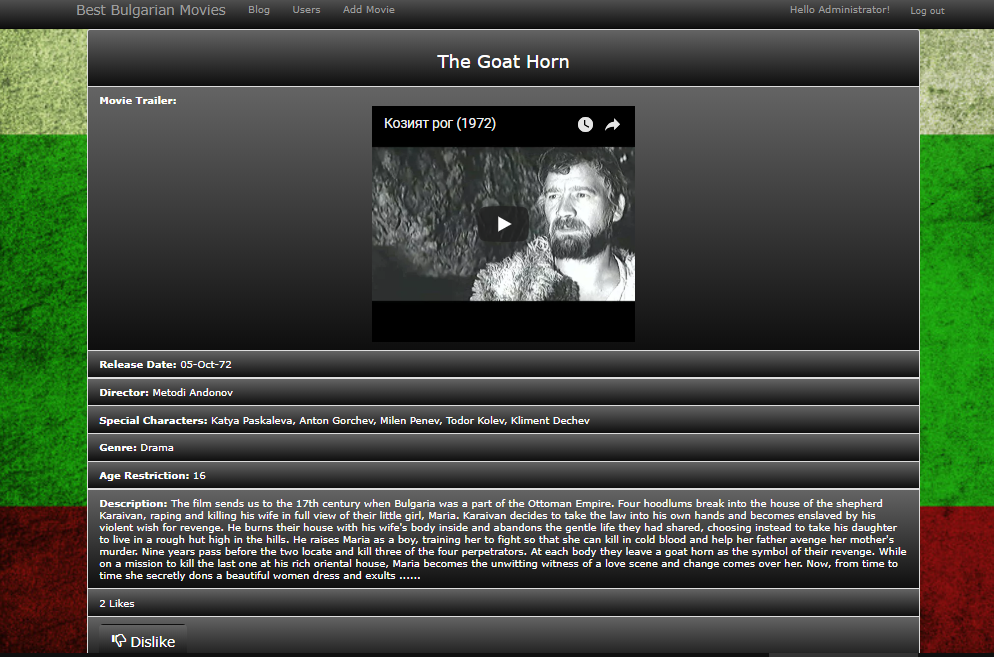 Best Bulgarian Movies Blog Users Add Movie Hello Administrator! Log out
The Goat Horn
Movie Trailer:
Козият рог (1972)
Release Date: 05-Oct-72
Director: Metodi Andonov
Special Characters: Katya Paskaleva, Anton Gorchev, Milen Penev, Todor Kolev, Kliment Dechev
Genre: Drama
Age Restriction: 16
Description: The film sends us to the 17th century when Bulgaria was a part of the Ottoman Empire. Four hoodlums break into the house of the shepherd
Karaivan, raping and killing his wife in full view of their little girl, Maria. Karaivan decides to take the law into his own hands and becomes enslaved by his
violent wish for revenge. He burns their house with his wife's body inside and abandons the gentle life they had shared, choosing instead to take his daughter
to live in a rough hut high in the hills. He raises Maria as a boy, training her to fight so that she can kill in cold blood and help her father avenge her mother's
murder. Nine years pass before the two locate and kill three of the four perpetrators. At each body they leave a goat horn as the symbol of their revenge. While
on a mission to kill the last one at his rich oriental house, Maria becomes the unwitting witness of a love scene and change comes over her. Now, from time to
time she secretly dons a beautiful women dress and exults ......
2 Likes
Dislike